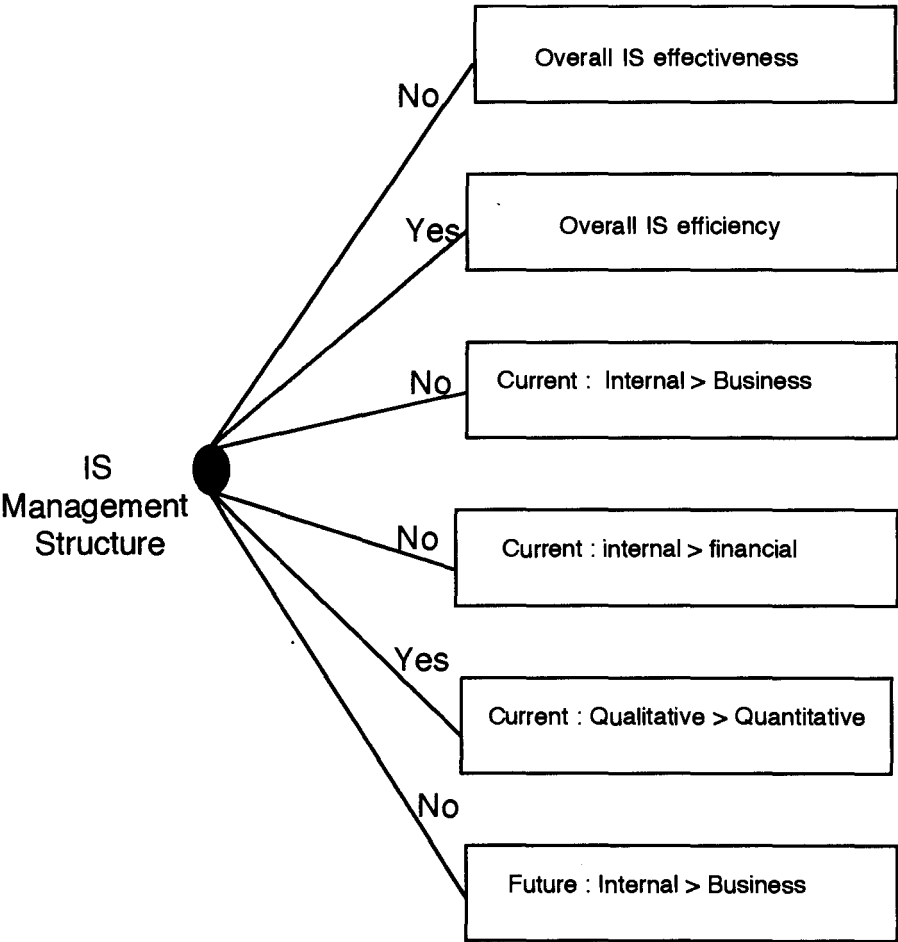 Overall IS effectiveness
No
Overall IS efficiency
Yes
Current : Internal > Business
No
IS
Management
Structure
Current : internal > financial
No
Current : Qualitative > Quantitative
Yes
Future : Internal > Business
No